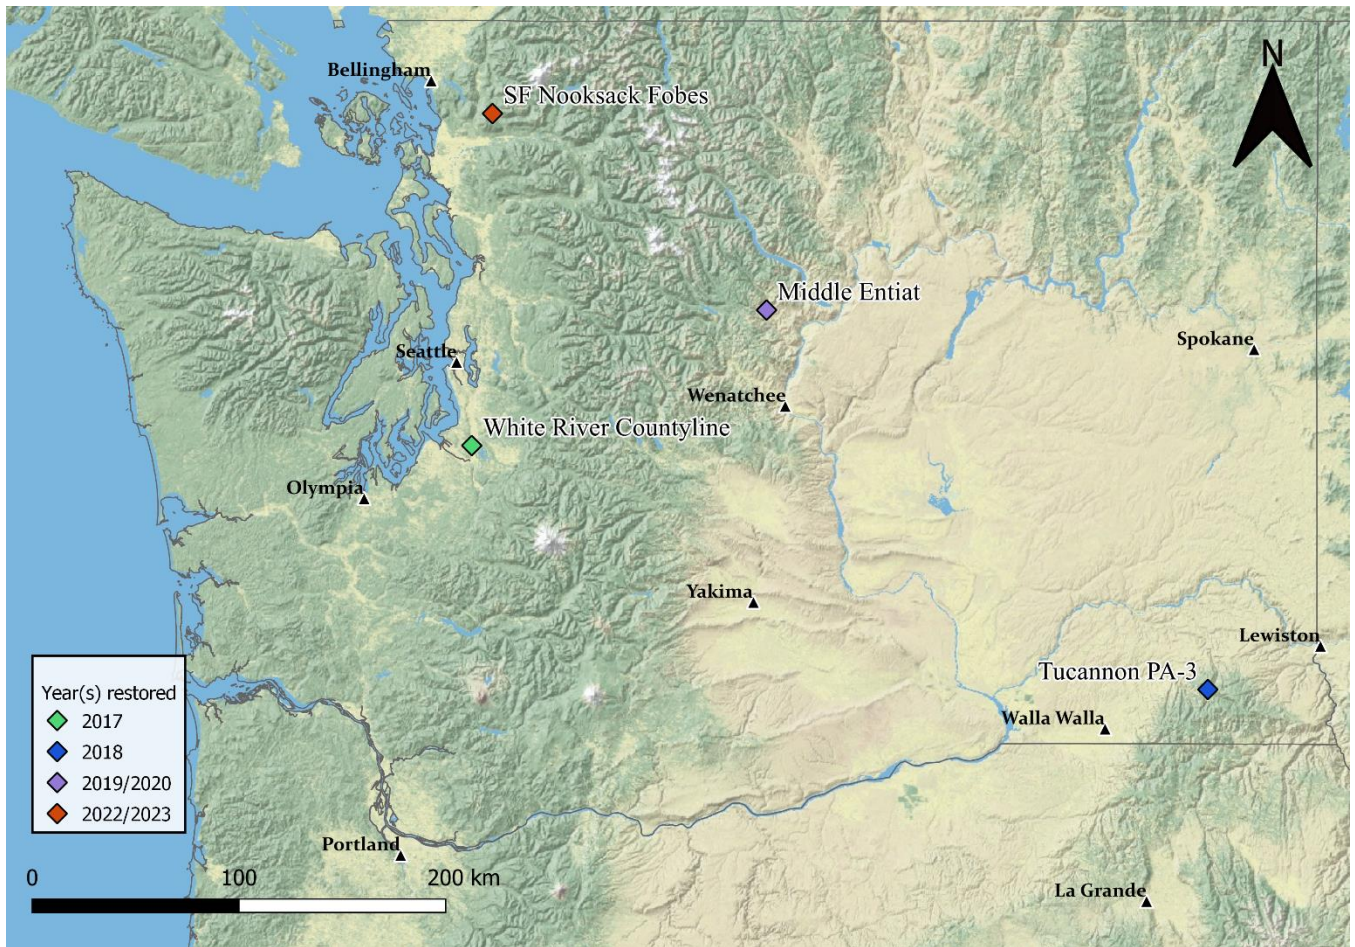 N
Bellingham
SF Nooksack Fobes
Middle Entiat
Spokane
Seattle
Wenatchee
White River Countyline
Olympia
Yakima
Lewiston
Tucannon PA-3
Walla Walla
Year(s) restored
2017
2018
2019/2020
2022/2023
Portland
La Grande
0 100 200 km